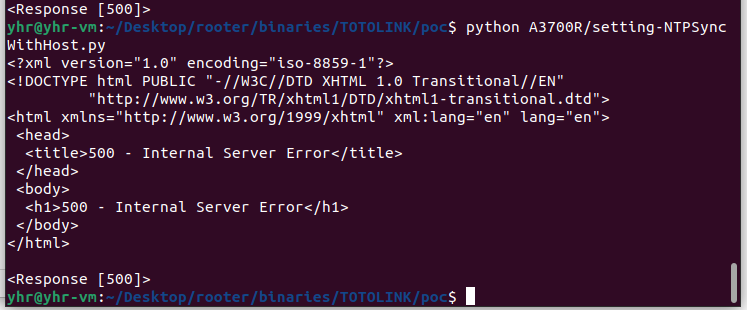 <Response [500]>
yhr@yhr-vm:~/Desktop/rooter/binaries/TOTOLINK/poc$ python A3700R/setting-NTPSync
WithHost.py
<?xml version="1.0" encoding="iso-8859-1"?>
<!DOCTYPE html PUBLIC "-//W3C//DTD XHTML 1.0 Transitional//EN"
         "http://www.w3.org/TR/xhtml1/DTD/xhtml1-transitional.dtd">
<html xmlns="http://www.w3.org/1999/xhtml" xml:lang="en" lang="en">
 <head>
  <title>500 - Internal Server Error</title>
 </head>
 <body>
  <h1>500 - Internal Server Error</h1>
 </body>
</html>

<Response [500]>
yhr@yhr-vm:~/Desktop/rooter/binaries/TOTOLINK/poc$